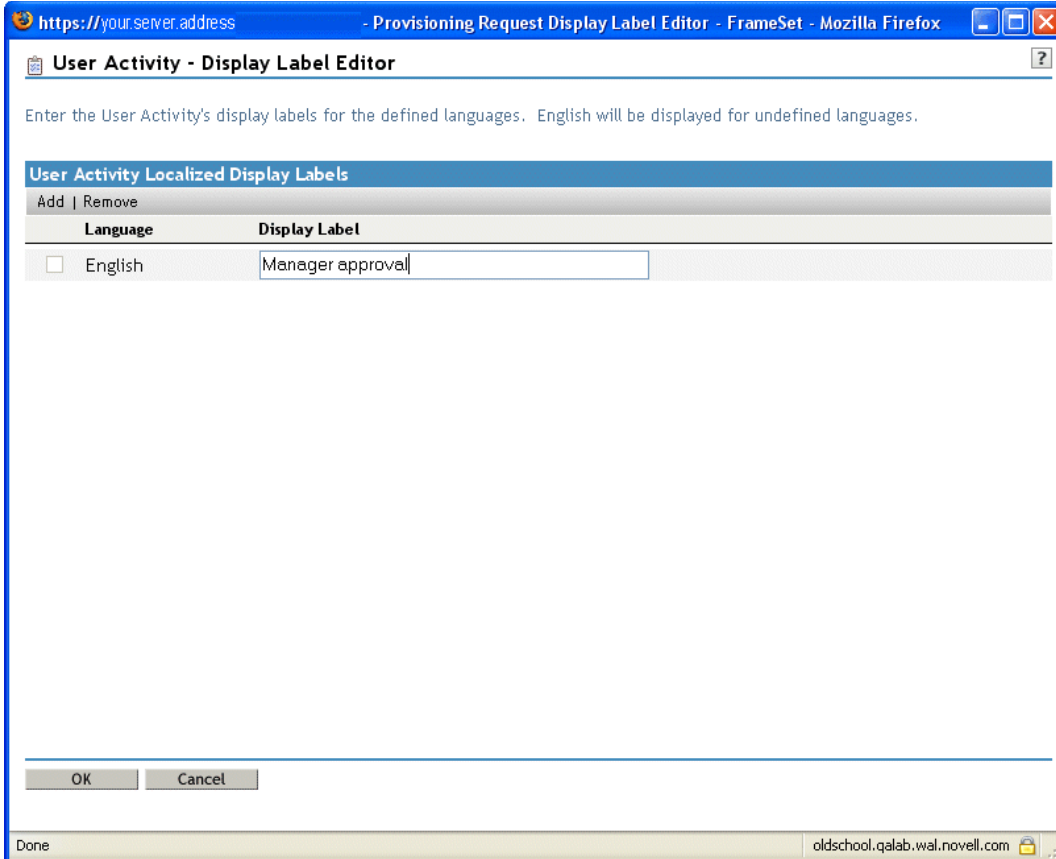 https://your.server.address - Provisioning Request Display Label Editor - FrameSet - Mozilla Firefox
User Activity - Display Label Editor ?
Enter the User Activity's display labels for the defined languages. English will be displayed for undefined languages.
User Activity Localized Display Labels
Add | Remove
Language Display Label
English Manager approval
OK Cancel
Done oldschool.qalab.wal.novell.com